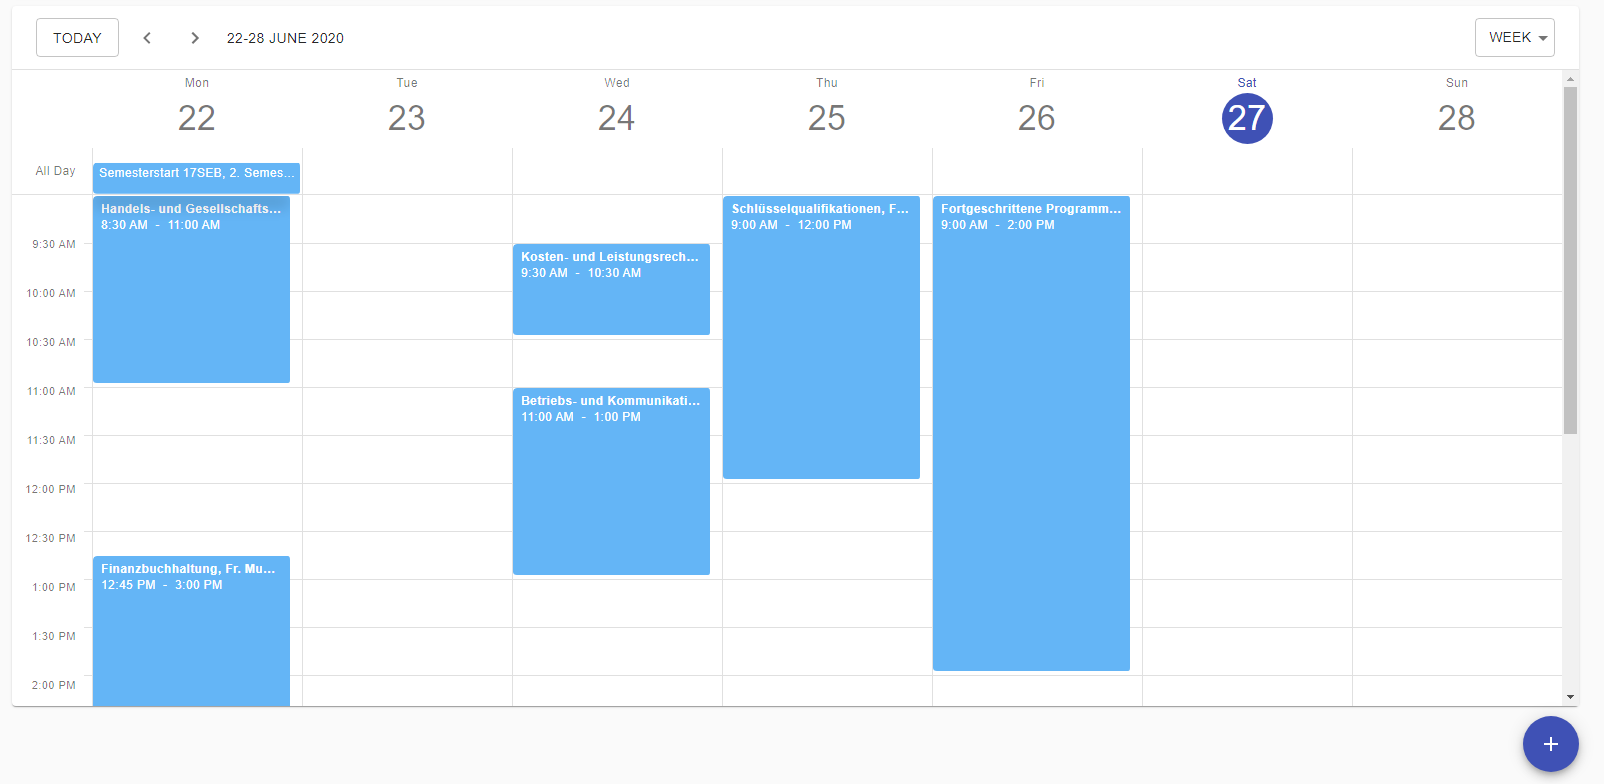 TODAY
22-28 JUNE 2020
WEEK
Mon
22
Tue
23
Wed
24
Thu
25
Fri
26
Sat
27
Sun
28
All Day
Semesterstart 17SEB, 2. Semes...
Handels- und Gesellschafts...
8:30 AM - 11:00 AM
Schlüsselqualifikationen, F...
9:00 AM - 12:00 PM
Fortgeschrittene Programm...
9:00 AM - 2:00 PM
9:30 AM
Kosten- und Leistungsrech...
9:30 AM - 10:30 AM
10:00 AM
10:30 AM
11:00 AM
Betriebs- und Kommunikati...
11:00 AM - 1:00 PM
11:30 AM
12:00 PM
12:30 PM
Finanzbuchhaltung, Fr. Mu...
12:45 PM - 3:00 PM
1:00 PM
1:30 PM
2:00 PM